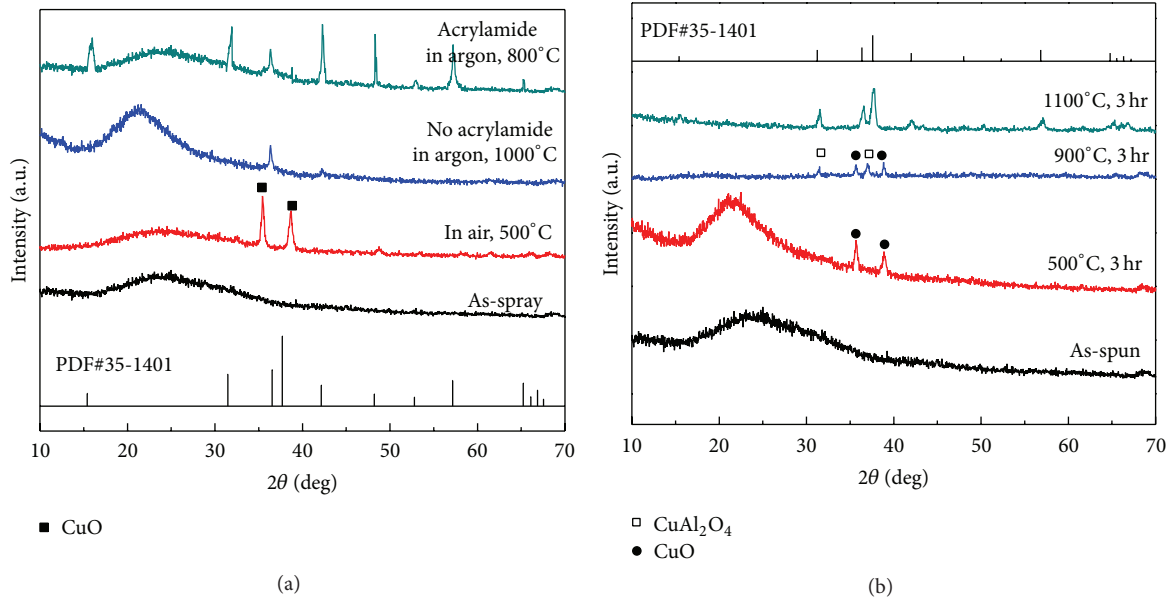 Acrylamide
in argon, 800°C
No acrylamide
in argon, 1000°C
In air, 500°C
As-spray
PDF#35-1401
Intensity (a.u.)
10 20 30 40 50 60 70
2θ (deg)
■ CuO
(a)
PDF#35-1401
1100°C, 3 hr
900°C, 3 hr
500°C, 3 hr
As-spun
Intensity (a.u.)
10 20 30 40 50 60 70
2θ (deg)
□ CuAl₂O₄
● CuO
(b)